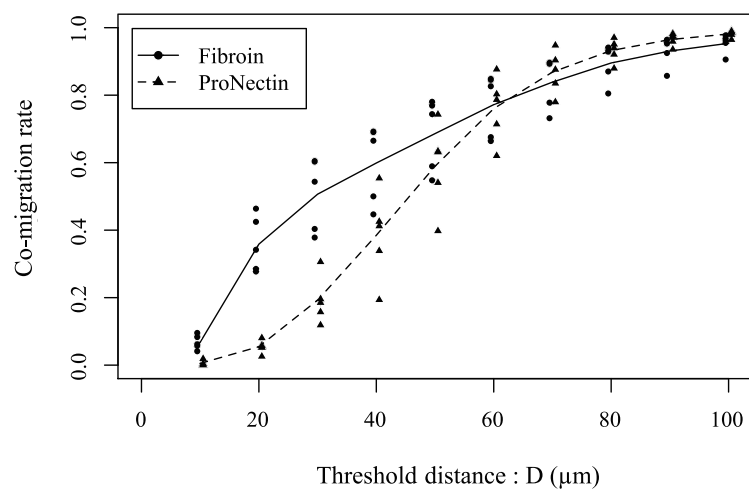 Fibroin
ProNectin
Co-migration rate
1.0
0.8
0.6
0.4
0.2
0.0
0 20 40 60 80 100
Threshold distance : D (μm)